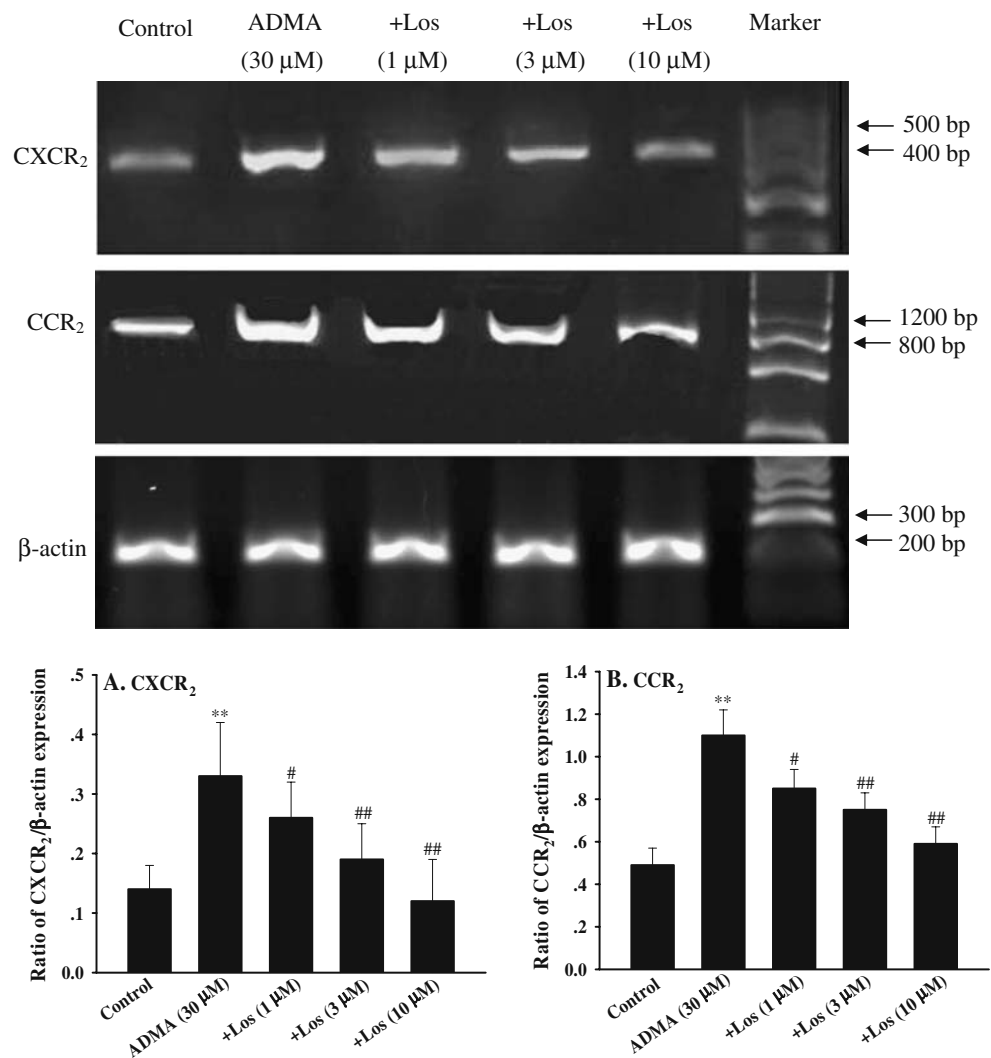 Control ADMA +Los +Los +Los Marker
(30 µM) (1 µM) (3 µM) (10 µM)
CXCR₂
500 bp
400 bp
CCR₂
1200 bp
800 bp
β-actin
300 bp
200 bp
A. CXCR₂
Ratio of CXCR₂/β-actin expression
.5
.4
.3
.2
.1
0.0
**
#
##
##
Control
ADMA (30 µM)
+Los (1 µM)
+Los (3 µM)
+Los (10 µM)
B. CCR₂
Ratio of CCR₂/β-actin expression
1.4
1.2
1.0
.8
.6
.4
.2
0.0
**
#
##
##
Control
ADMA (30 µM)
+Los (1 µM)
+Los (3 µM)
+Los (10 µM)